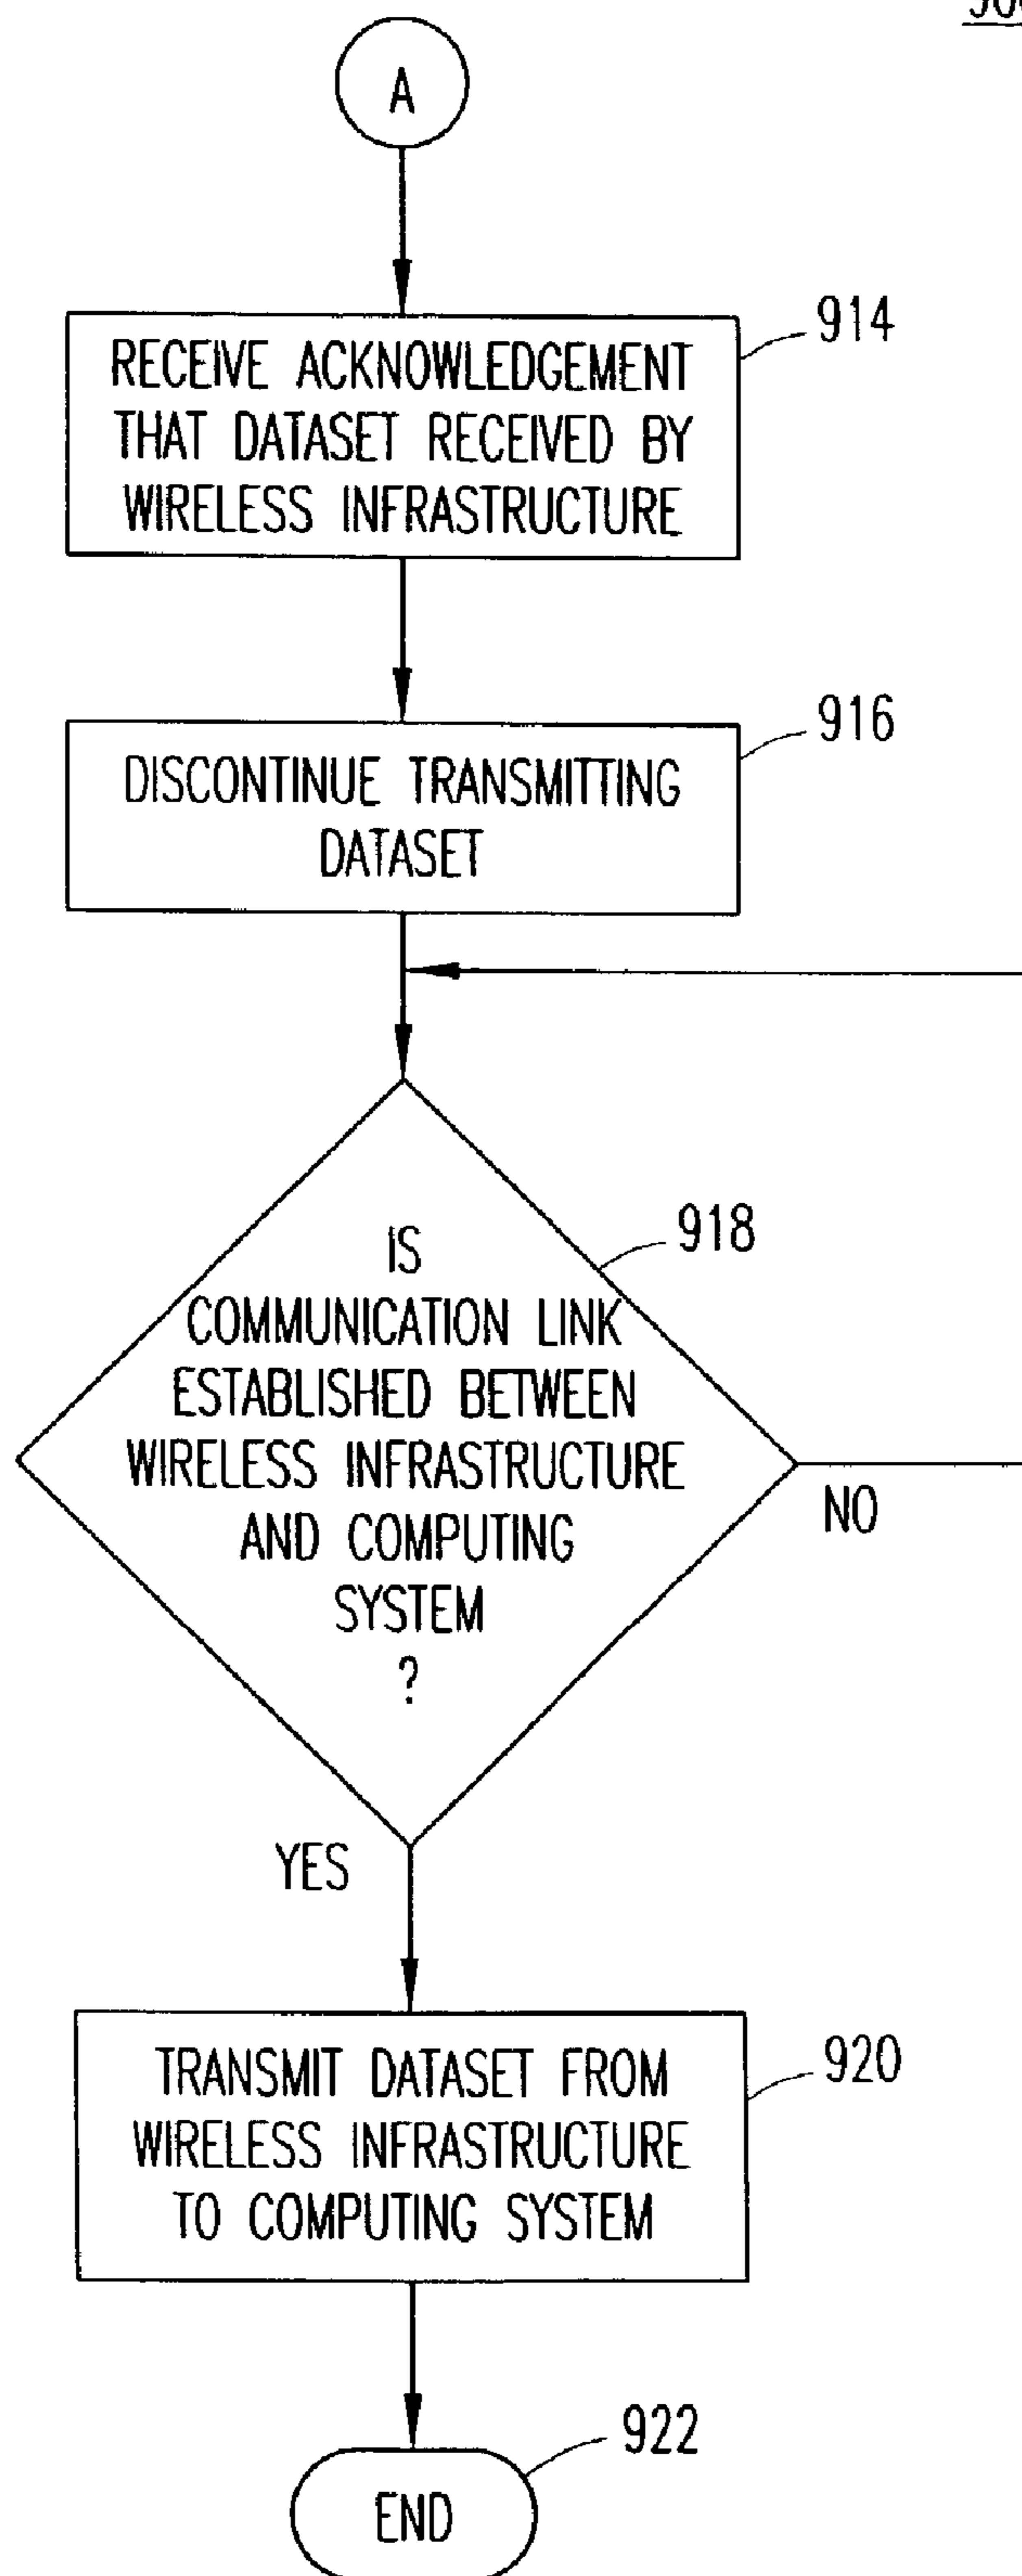 A
914
RECEIVE ACKNOWLEDGEMENT
THAT DATASET RECEIVED BY
WIRELESS INFRASTRUCTURE
916
DISCONTINUE TRANSMITTING
DATASET
918
IS
COMMUNICATION LINK
ESTABLISHED BETWEEN
WIRELESS INFRASTRUCTURE
AND COMPUTING
SYSTEM
?
NO
YES
920
TRANSMIT DATASET FROM
WIRELESS INFRASTRUCTURE
TO COMPUTING SYSTEM
922
END